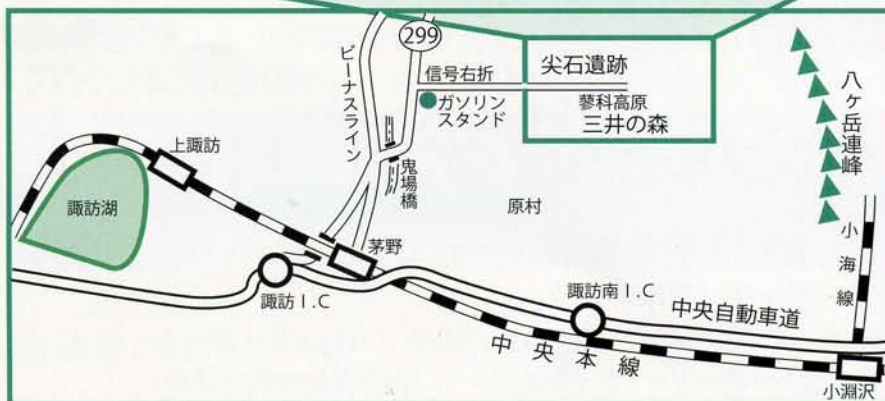 299
信号右折
尖石遺跡
ビーナスライン
ガソリン
スタンド
蓼科高原
三井の森
八ヶ岳連峰
上諏訪
鬼場橋
諏訪湖
原村
小海線
茅野
諏訪I.C
諏訪南I.C
中央自動車道
中央本線
小淵沢